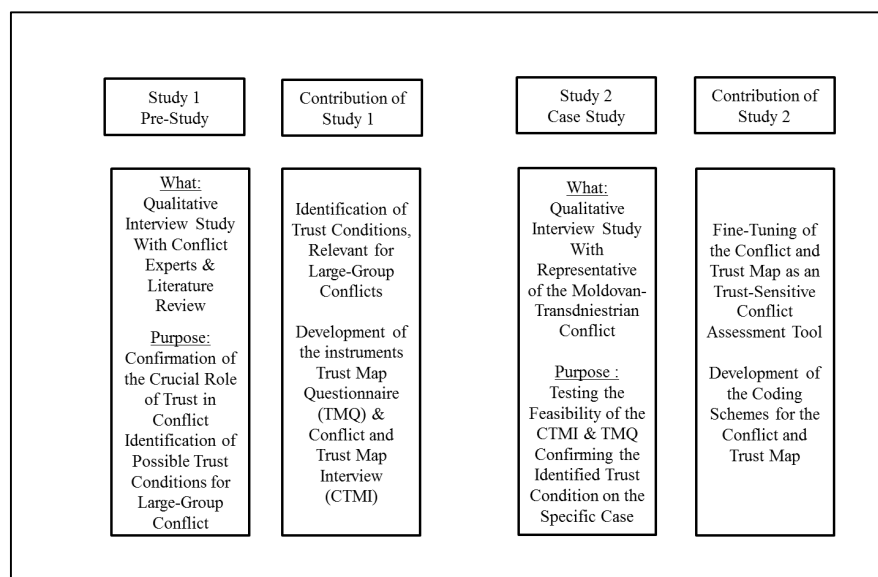 Study 1
Pre-Study
Contribution of
Study 1
Study 2
Case Study
Contribution of
Study 2
What:
Qualitative
Interview Study
With Conflict
Experts &
Literature
Review
Purpose:
Confirmation of
the Crucial Role
of Trust in
Conflict
Identification of
Possible Trust
Conditions for
Large-Group
Conflict
Identification of
Trust Conditions,
Relevant for
Large-Group
Conflicts
Development of
the instruments
Trust Map
Questionnaire
(TMQ) &
Conflict and
Trust Map
Interview
(CTMI)
What:
Qualitative
Interview Study
With
Representative
of the Moldovan-
Transdniestrian
Conflict
Purpose :
Testing the
Feasibility of the
CTMI & TMQ
Confirming the
Identified Trust
Condition on the
Specific Case
Fine-Tuning of
the Conflict and
Trust Map as an
Trust-Sensitive
Conflict
Assessment Tool
Development of
the Coding
Schemes for the
Conflict and
Trust Map